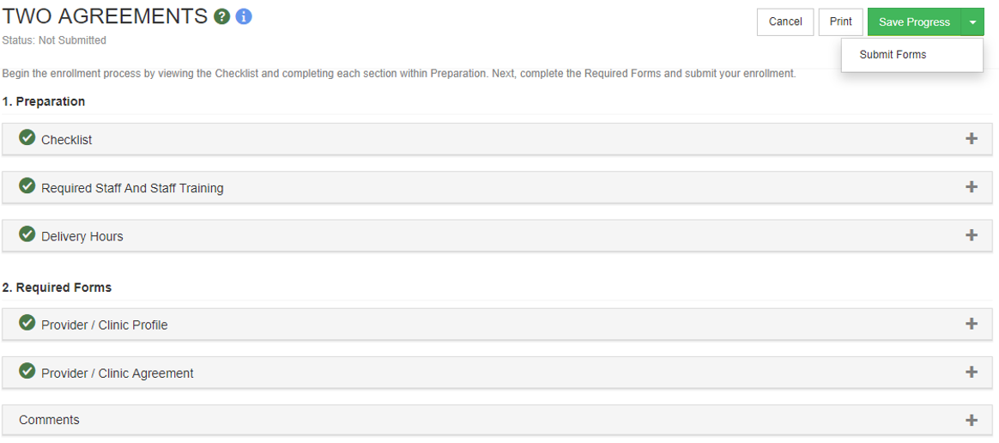 TWO AGREEMENTS ? i
Cancel
Print
Save Progress
Status: Not Submitted
Submit Forms
Begin the enrollment process by viewing the Checklist and completing each section within Preparation. Next, complete the Required Forms and submit your enrollment.
1. Preparation
Checklist
Required Staff And Staff Training
Delivery Hours
2. Required Forms
Provider / Clinic Profile
Provider / Clinic Agreement
Comments